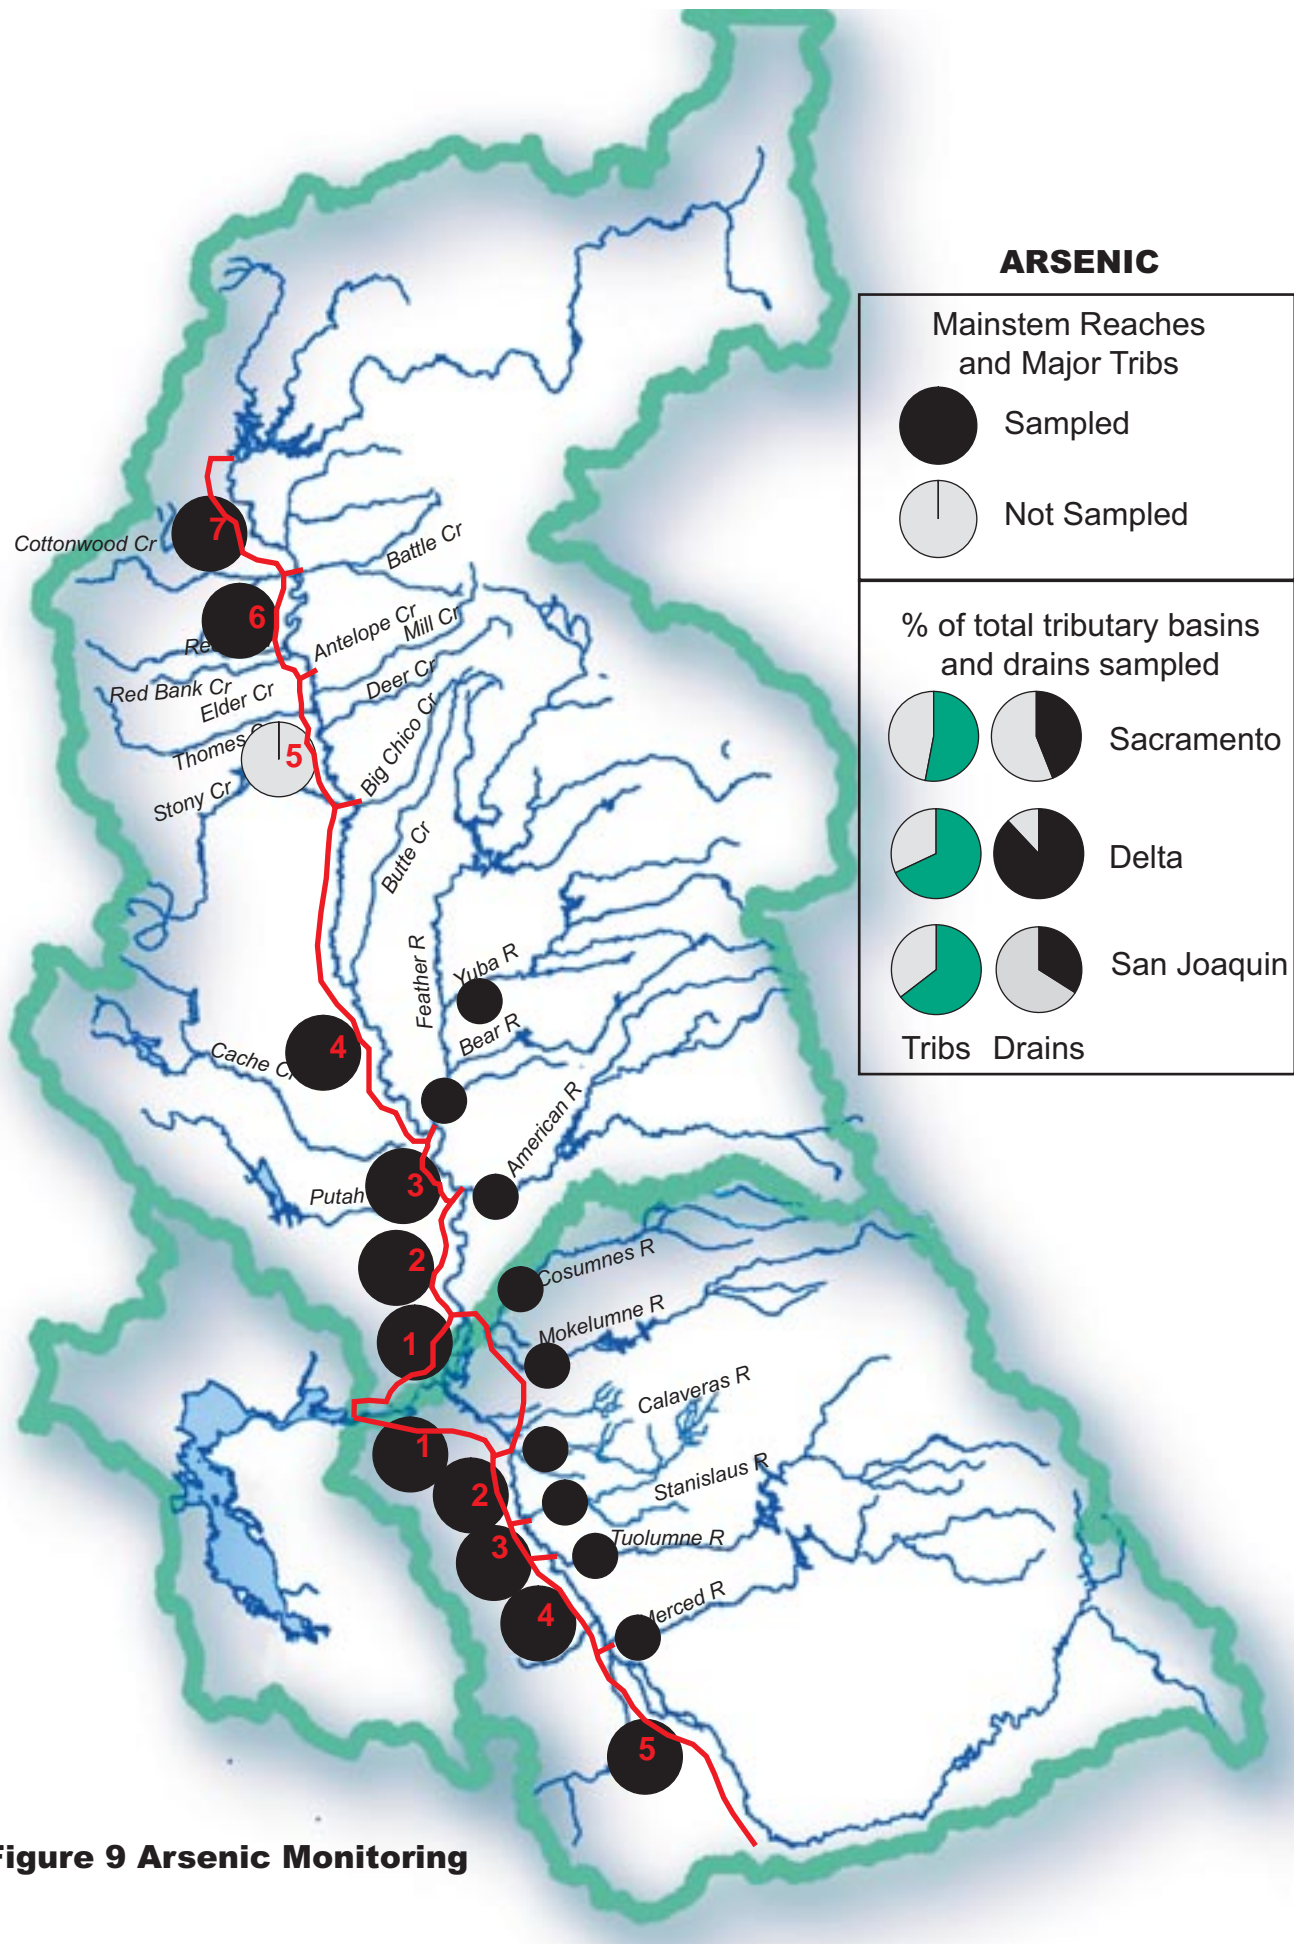 ARSENIC
Mainstem Reaches
and Major Tribs
Sampled
Not Sampled
% of total tributary basins
and drains sampled
Sacramento
Delta
San Joaquin
Tribs Drains
7
Cottonwood Cr
Battle Cr
6
Antelope Cr
Mill Cr
Red Bank Cr
Elder Cr
Deer Cr
Thomes
5
Big Chico Cr
Stony Cr
Butte Cr
Feather R
Yuba R
Bear R
4
Cache Cr
American R
3
Putah
2
Cosumnes R
1
Mokelumne R
Calaveras R
1
2
Stanislaus R
3
Tuolumne R
4
Merced R
5
Figure 9 Arsenic Monitoring